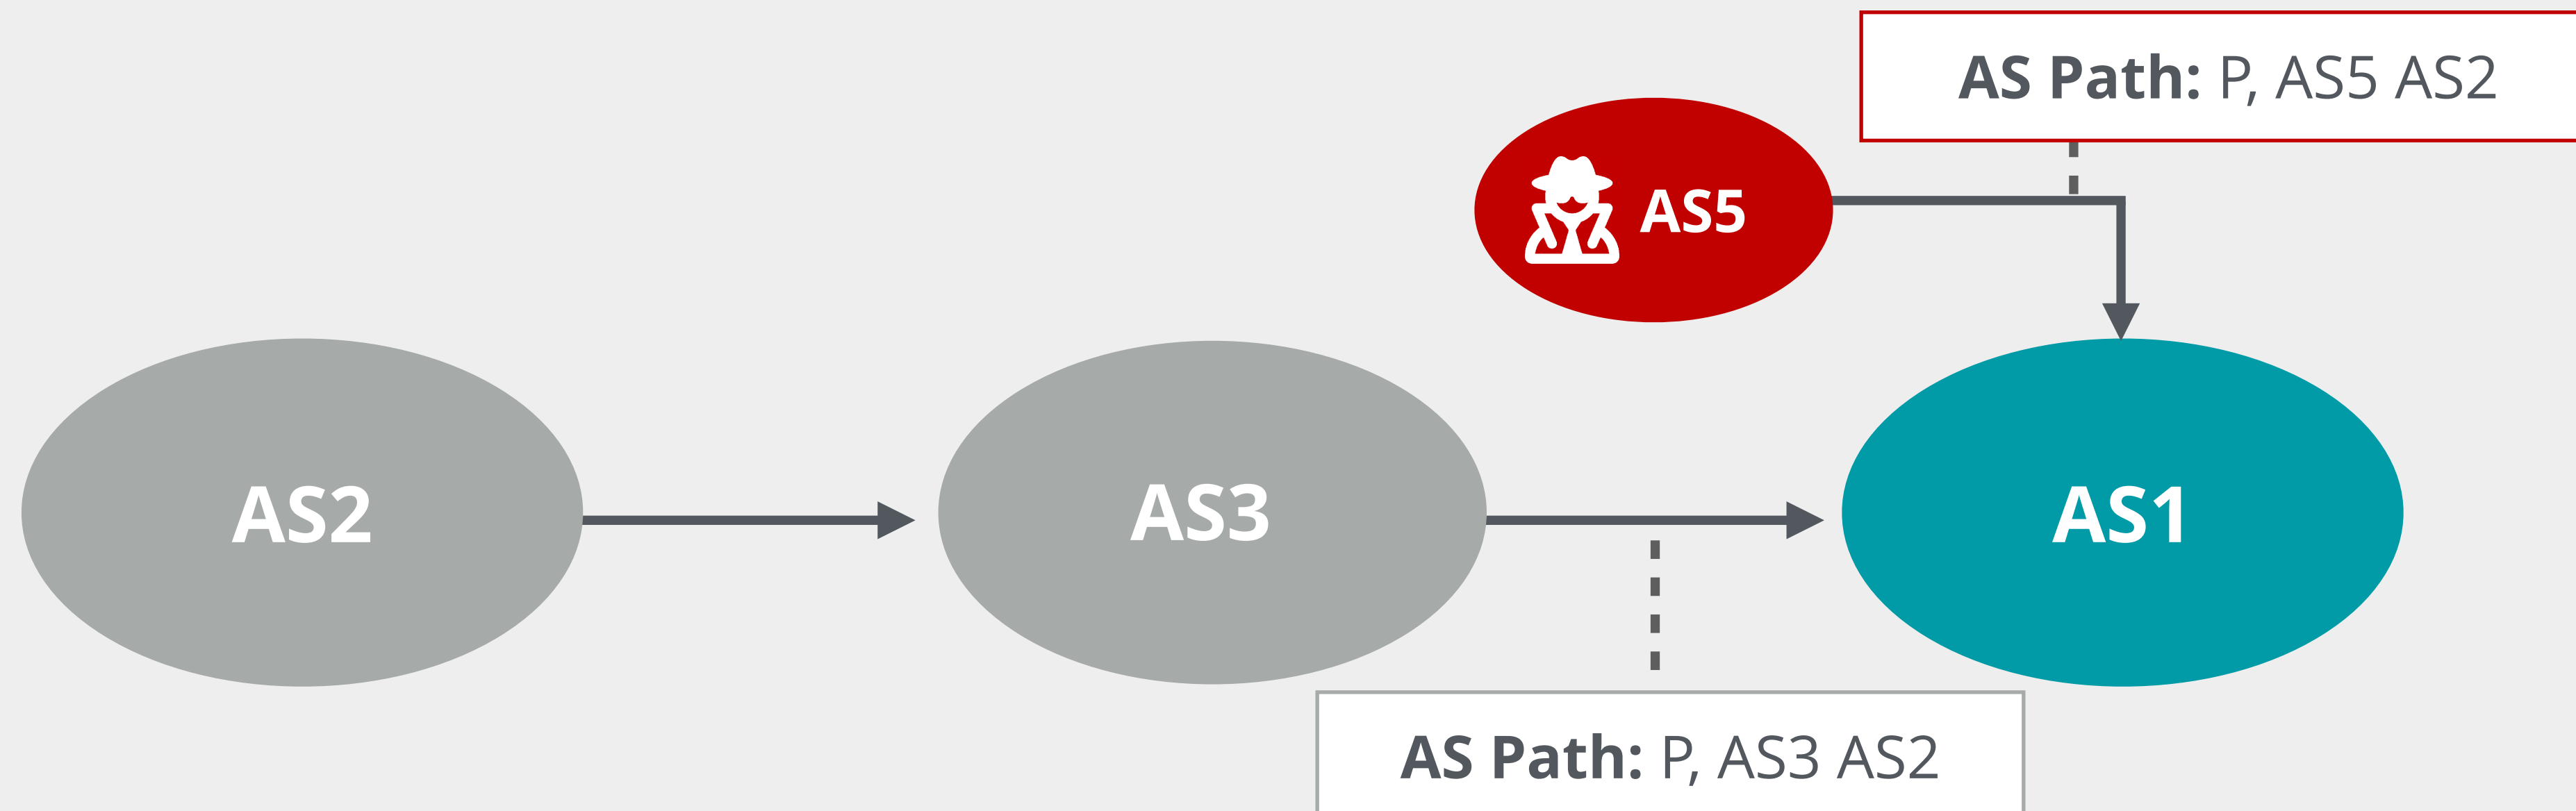 AS Path: P, AS5 AS2
AS5
AS2
AS3
AS1
AS Path: P, AS3 AS2